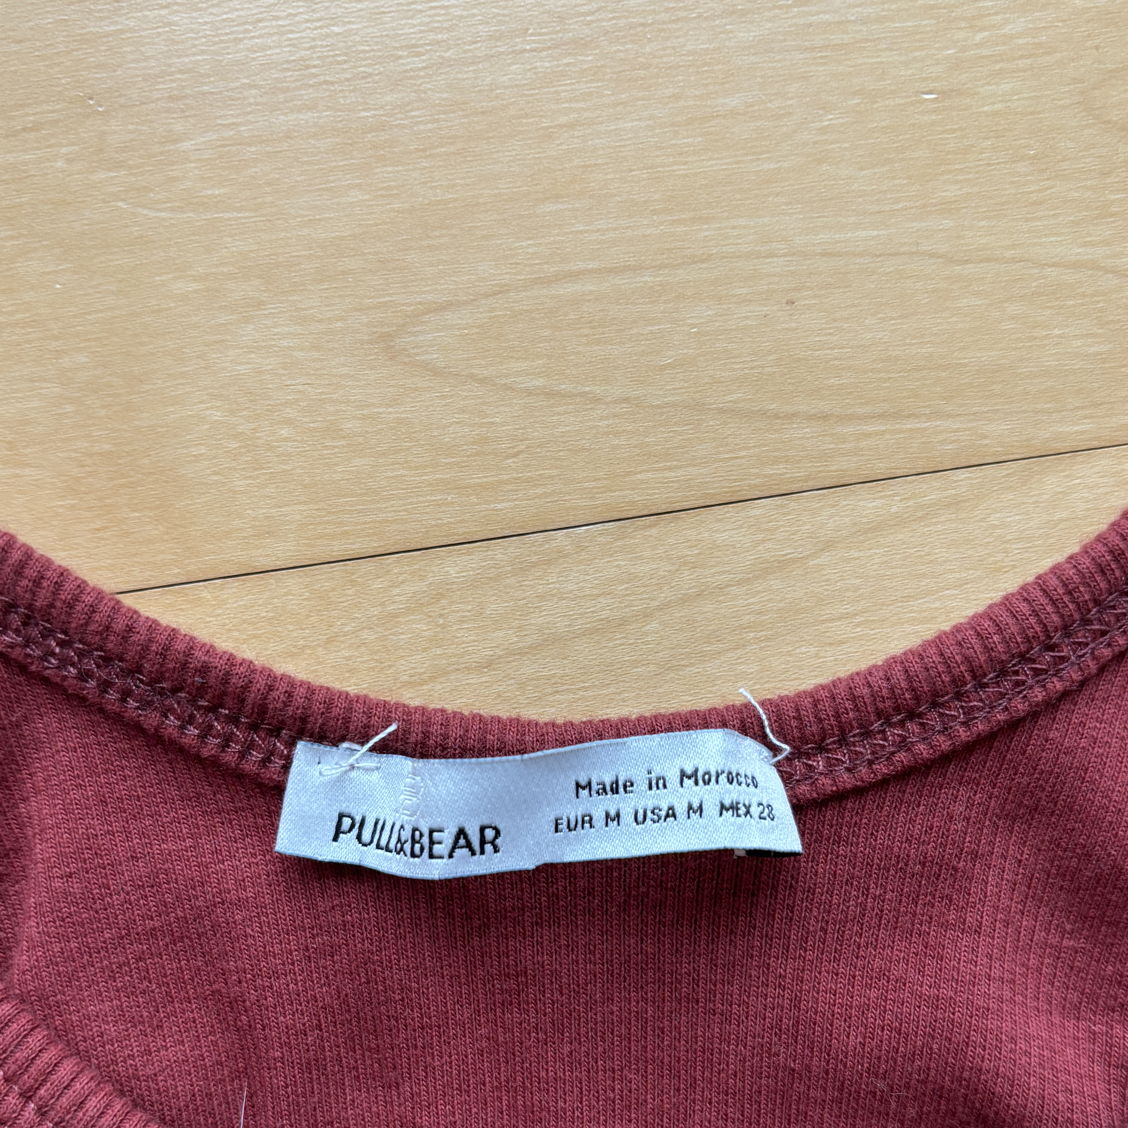 PULL&BEAR
Made in Morocco
EUR M USA M MEX 28